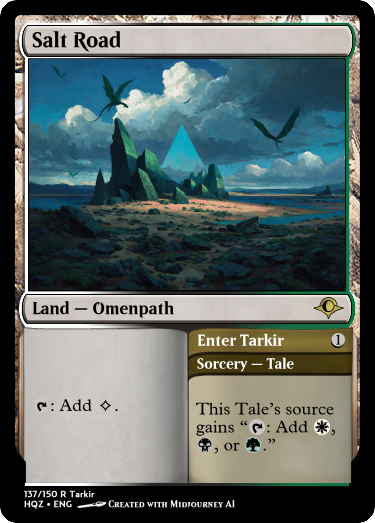 Salt Road
Land — Omenpath
Enter Tarkir 1
Sorcery — Tale
: Add .
This Tale's source
gains “: Add ,
, or .”
137/150 R Tarkir
HQZ • ENG Created with Midjourney AI